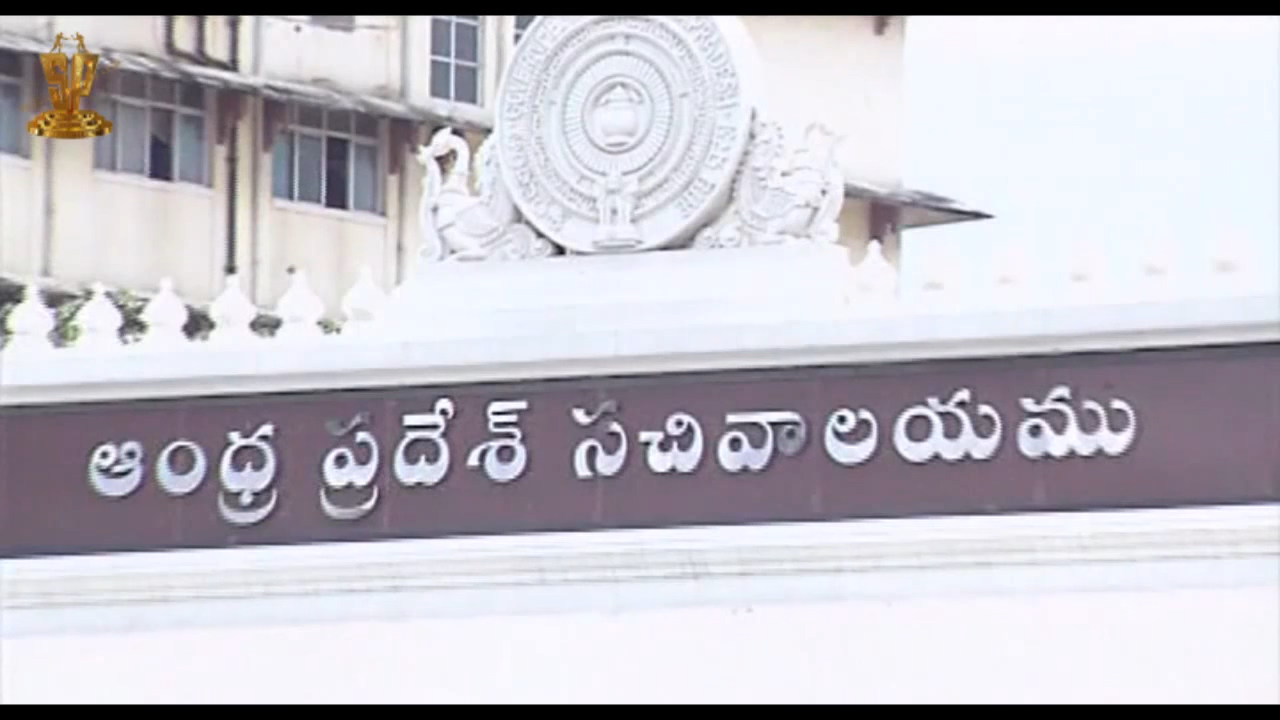 ఆంధ్ర ప్రదేశ్ సచివాలయము